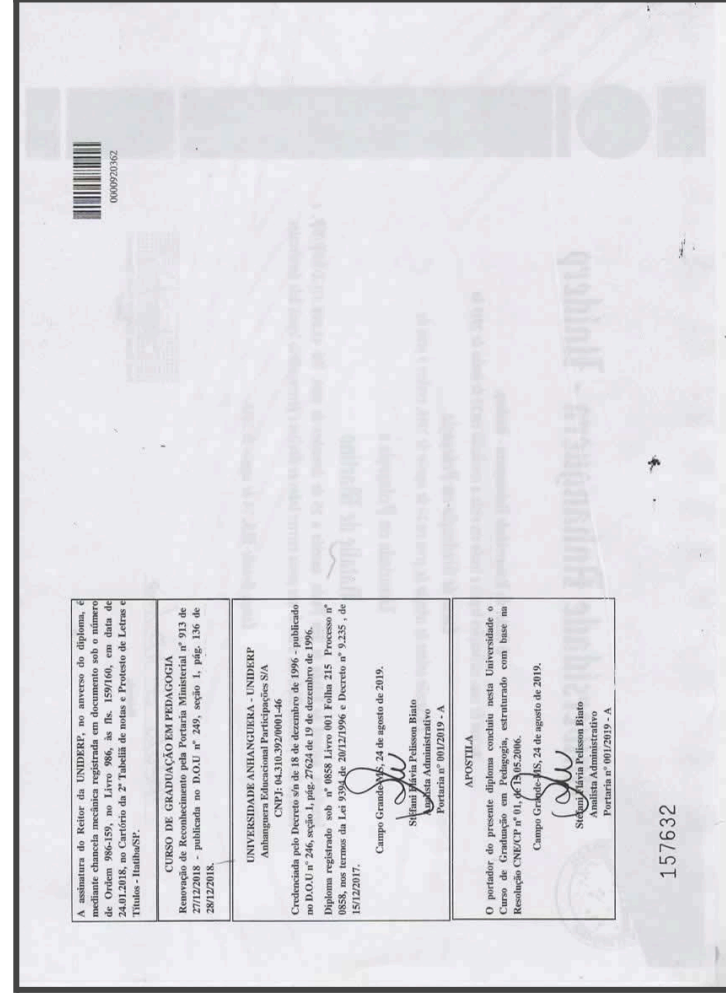 A assinatura do Reitor da UNIDERP, no anverso do diploma, é
mediante chancela mecânica registrada em documento sob o número
de Ordem 986-159, no Livro 986, às fls. 159/160, em data de
24.01.2018, no Cartório da 2ª Tabeliã de notas e Protesto de Letras e
Títulos - Itatiba/SP.
CURSO DE GRADUAÇÃO EM PEDAGOGIA
Renovação de Reconhecimento pela Portaria Ministerial nº 913 de
27/12/2018 - publicada no D.O.U nº 249, seção 1, pág. 136 de
28/12/2018.
UNIVERSIDADE ANHANGUERA - UNIDERP
Anhanguera Educacional Participações S/A
CNPJ: 04.310.392/0001-46
Credenciada pelo Decreto s/n de 18 de dezembro de 1996 - publicado
no D.O.U nº 246, seção 1, pág. 27624 de 19 de dezembro de 1996.
Diploma registrado sob nº 0858 Livro 001 Folha 215 Processo nº
0858, nos termos da Lei 9394 de 20/12/1996 e Decreto nº 9.235 , de
15/12/2017.
Campo Grande-MS, 24 de agosto de 2019.
Stefani Flávia Pelisson Biato
Analista Administrativo
Portaria nº 001/2019 - A
APOSTILA
O portador do presente diploma concluiu nesta Universidade o
Curso de Graduação em Pedagogia, estruturado com base na
Resolução CNE/CP nº 01, de 15.05.2006.
Campo Grande-MS, 24 de agosto de 2019.
Stefani Flávia Pelisson Biato
Analista Administrativo
Portaria nº 001/2019 - A
157632
0000920362